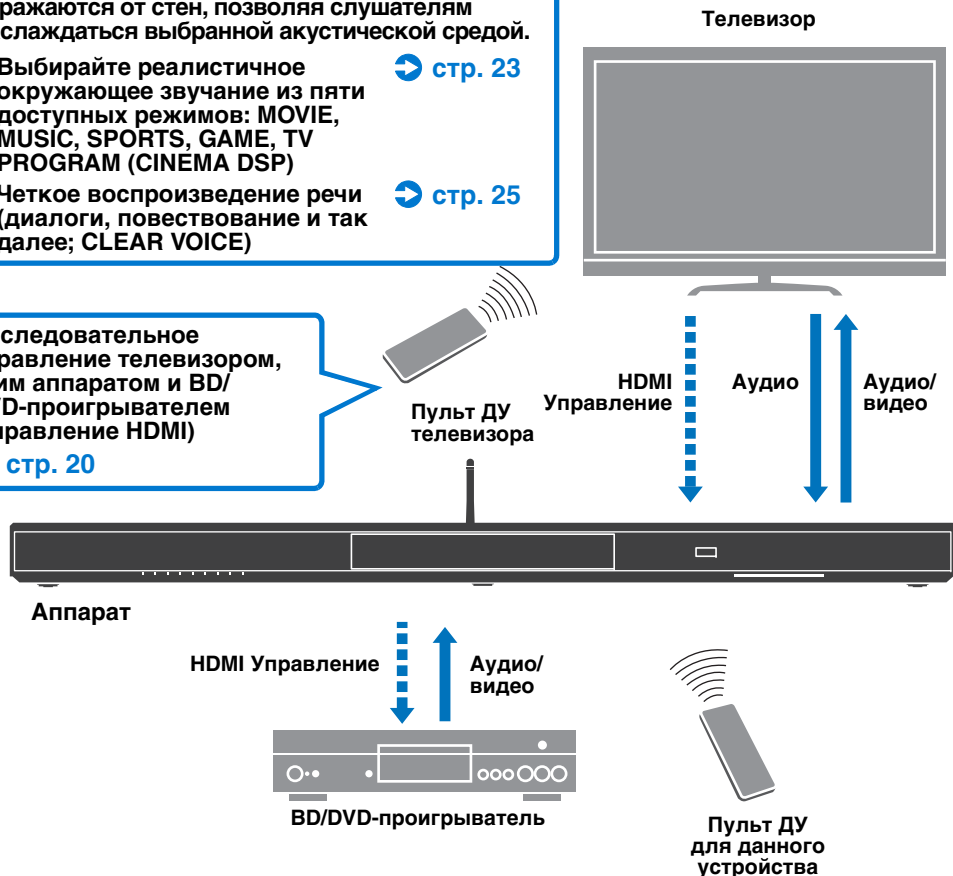 ражаются от стен, позволяя слушателям
слаждаться выбранной акустической средой.
Выбирайте реалистичное
окружающее звучание из пяти
доступных режимов: MOVIE,
MUSIC, SPORTS, GAME, TV
PROGRAM (CINEMA DSP)
стр. 23
Четкое воспроизведение речи
(диалоги, повествование и так
далее; CLEAR VOICE)
стр. 25
Телевизор
следовательное
равление телевизором,
им аппаратом и BD/
VD-проигрывателем
правление HDMI)
стр. 20
Пульт ДУ
телевизора
HDMI
Управление
Аудио
Аудио/
видео
Аппарат
HDMI Управление
Аудио/
видео
BD/DVD-проигрыватель
Пульт ДУ
для данного
устройства